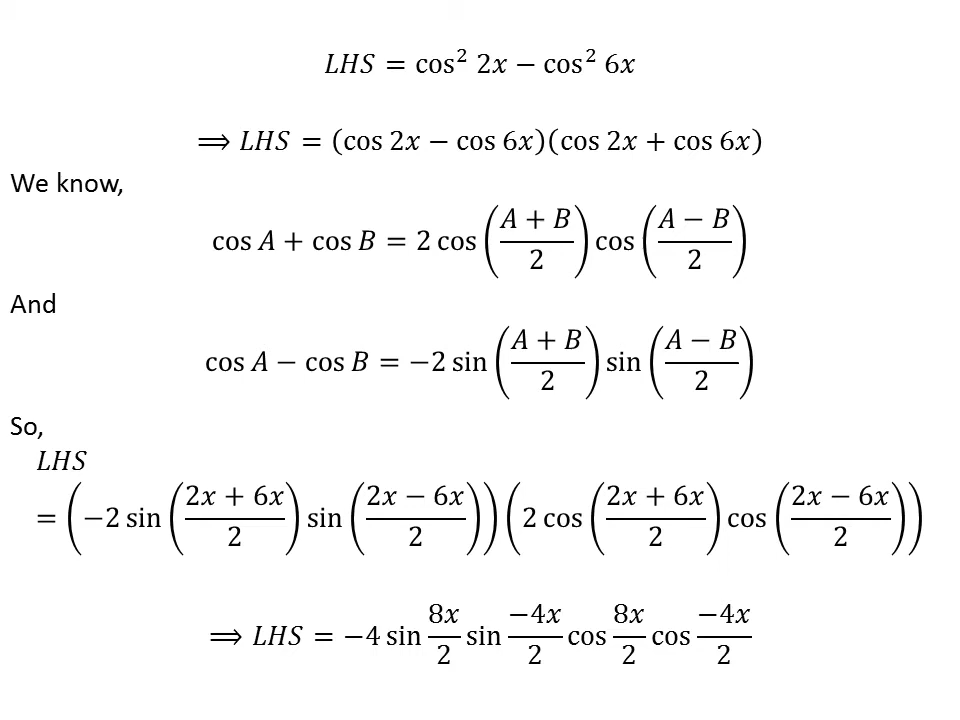 LHS = cos² 2x − cos² 6x
⟹ LHS = (cos 2x − cos 6x)(cos 2x + cos 6x)
We know,
cos A + cos B = 2 cos ((A + B)/2) cos ((A − B)/2)
And
cos A − cos B = −2 sin ((A + B)/2) sin ((A − B)/2)
So,
LHS
= (−2 sin ((2x + 6x)/2) sin ((2x − 6x)/2)) (2 cos ((2x + 6x)/2) cos ((2x − 6x)/2))
⟹ LHS = −4 sin 8x/2 sin −4x/2 cos 8x/2 cos −4x/2